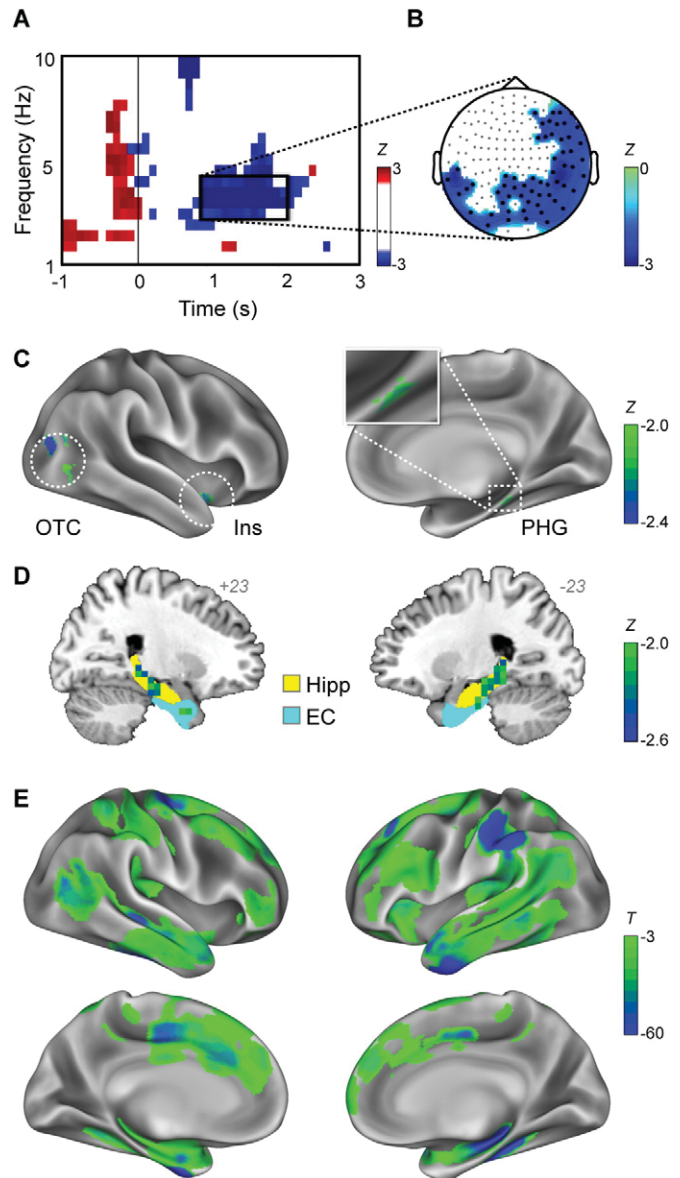 A
B
10
5
1
Frequency (Hz)
-1
0
1
2
3
Time (s)
Z
3
-3
Z
0
-3
C
OTC
Ins
PHG
Z
-2.0
-2.4
D
+23
-23
Hipp
EC
Z
-2.0
-2.6
E
T
-3
-60